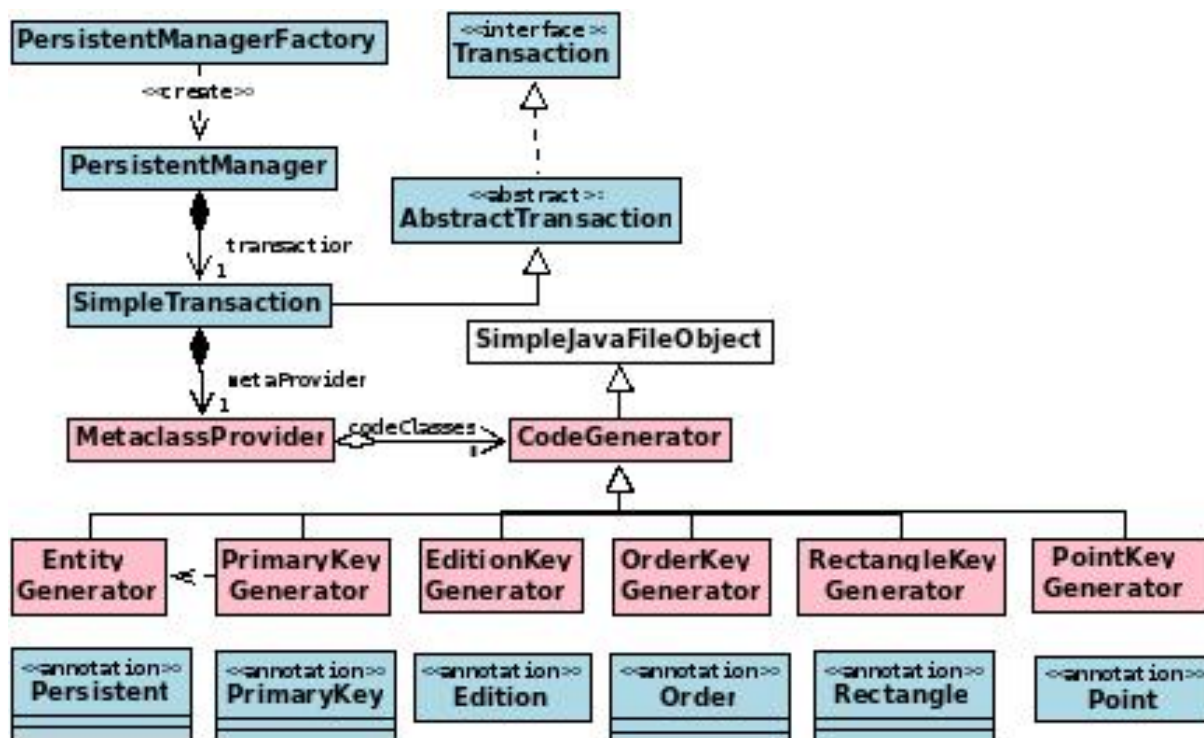 PersistentManagerFactory
<<interface>>
Transaction
<<create>>
PersistentManager
<<abstract>>
AbstractTransaction
transaction
1
SimpleTransaction
SimpleJavaFileObject
metaProvider
1
MetaclassProvider
codeClasses
CodeGenerator
Entity
Generator
PrimaryKey
Generator
EditionKey
Generator
OrderKey
Generator
RectangleKey
Generator
PointKey
Generator
<<annotation>>
Persistent
<<annotation>>
PrimaryKey
<<annotation>>
Edition
<<annotation>>
Order
<<annotation>>
Rectangle
<<annotation>>
Point